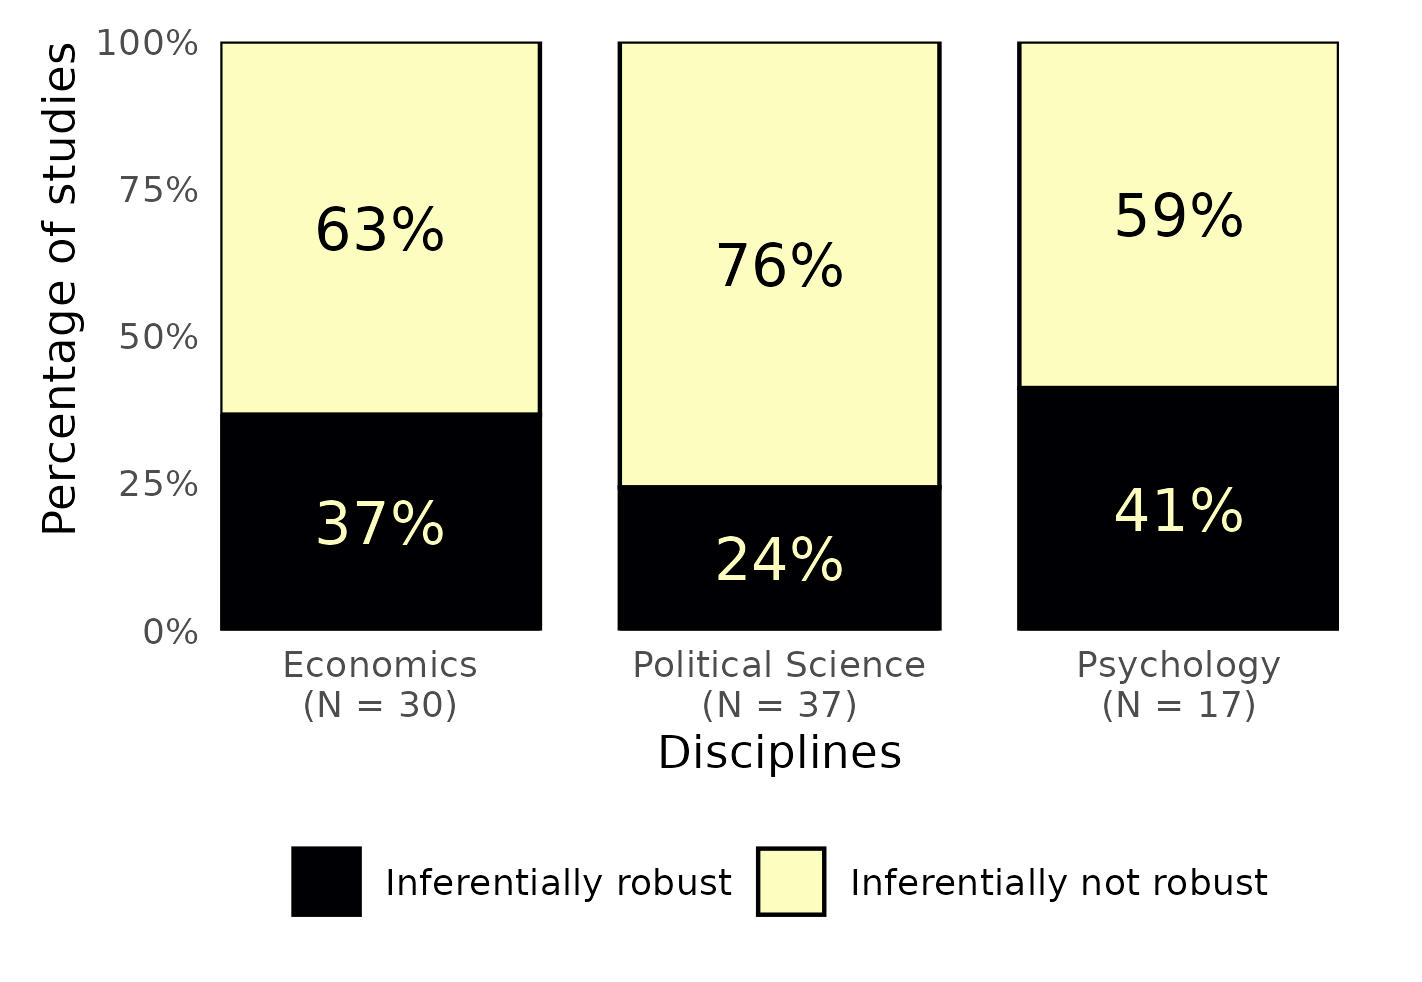 Percentage of studies
100%
75%
50%
25%
0%
63%
37%
76%
24%
59%
41%
Economics
(N = 30)
Political Science
(N = 37)
Psychology
(N = 17)
Disciplines
Inferentially robust
Inferentially not robust